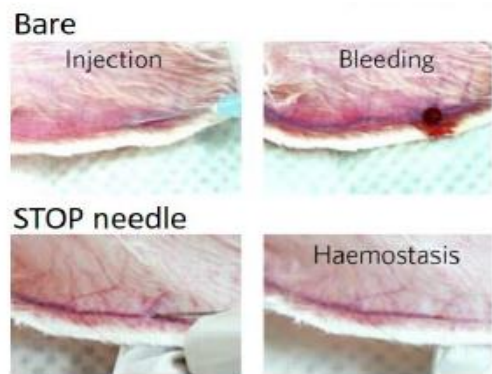 Bare
Injection
Bleeding
STOP needle
Haemostasis